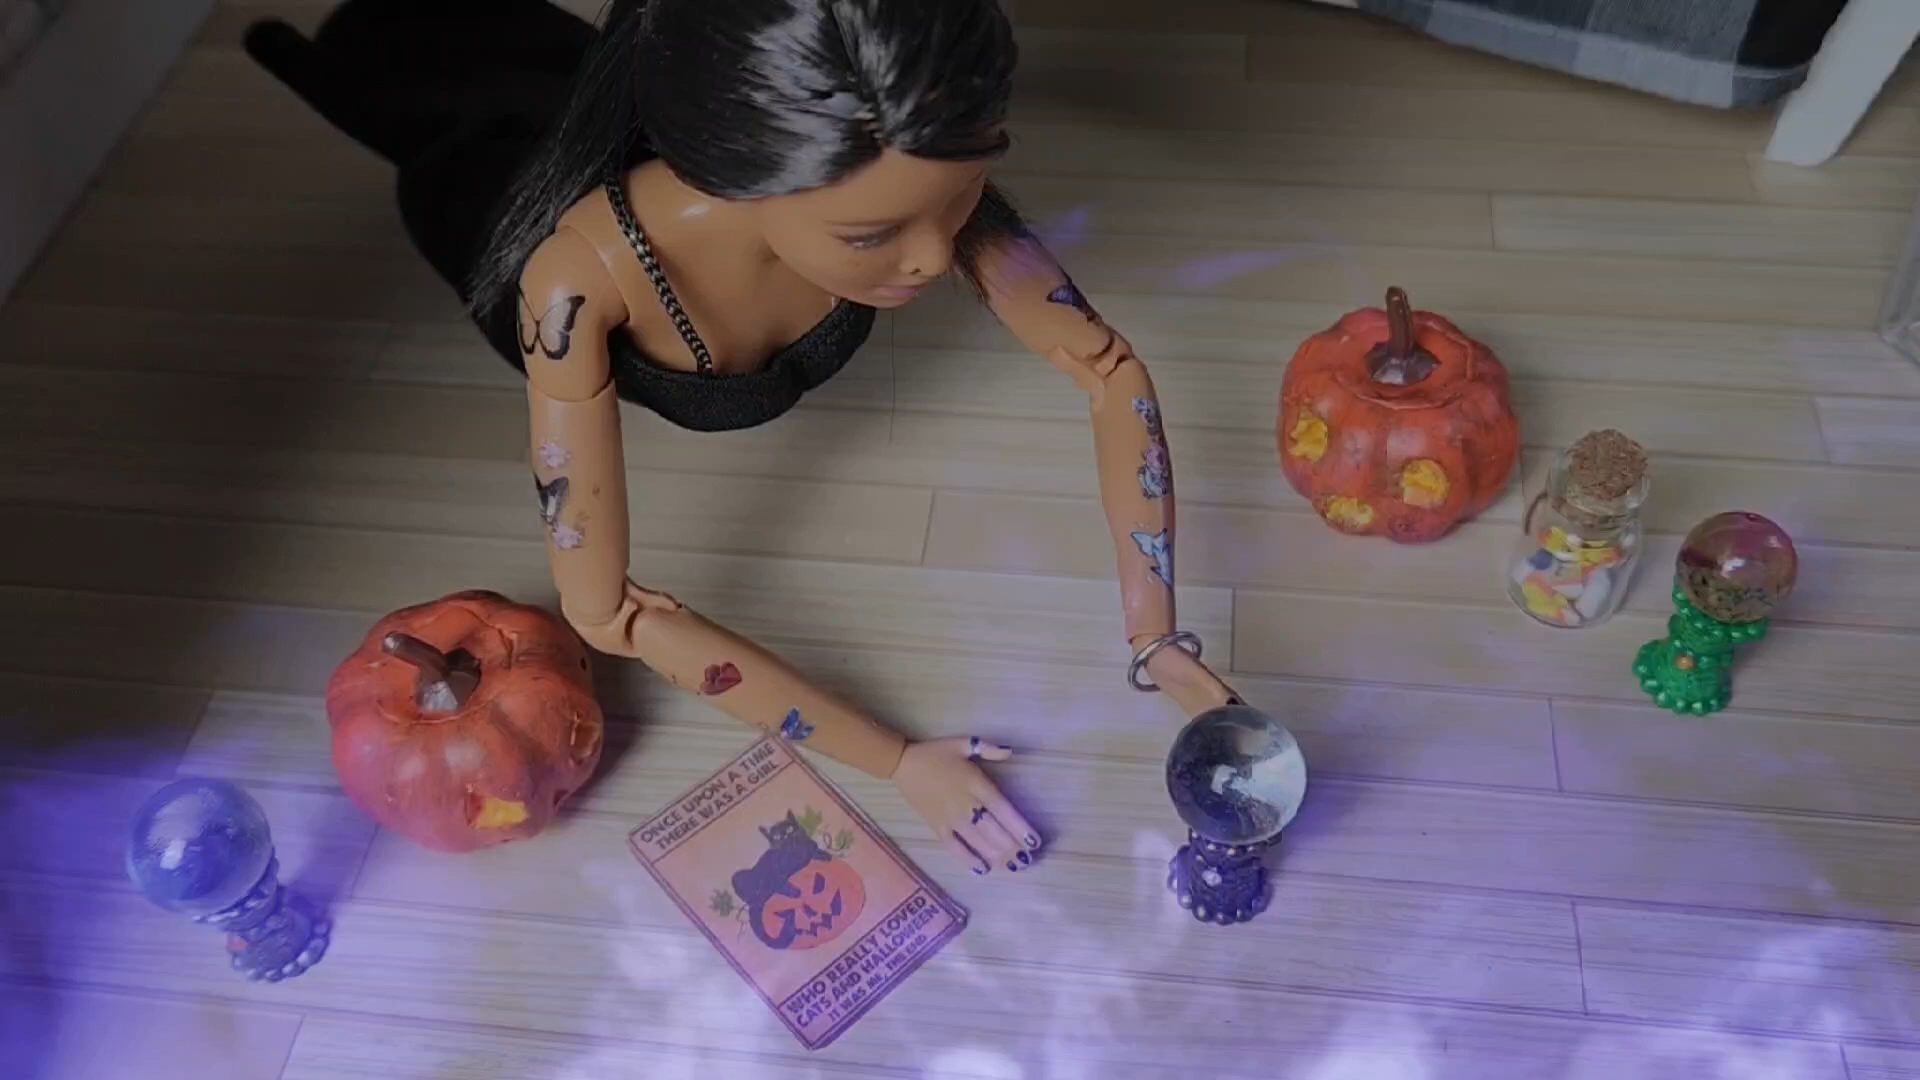 ONCE UPON A TIME
THERE WAS A GIRL
WHO REALLY LOVED
CATS AND HALLOWEEN
IT WAS ME, THE END